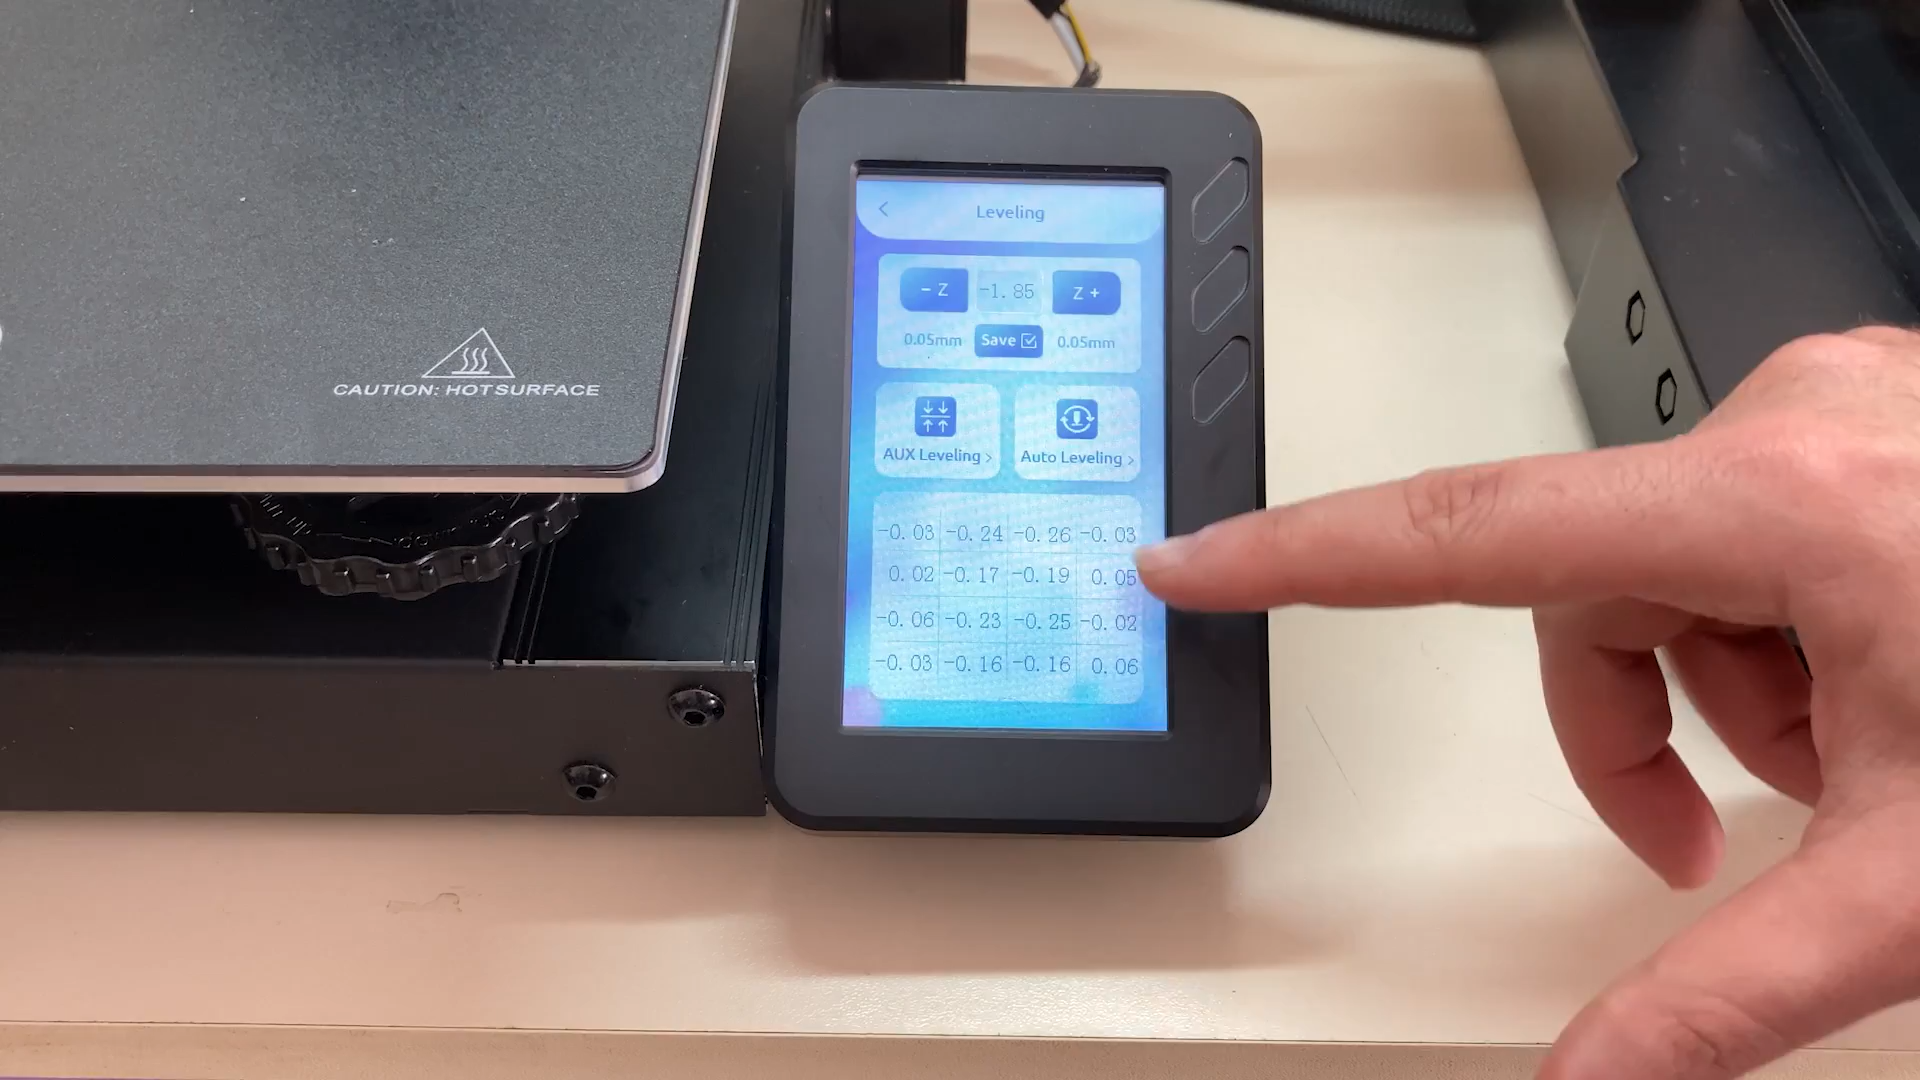 CAUTION: HOT SURFACE
Leveling
- Z -1.85 Z +
0.05mm Save 0.05mm
AUX Leveling > Auto Leveling >
-0.03 -0.24 -0.26 -0.03
0.02 -0.17 -0.19 0.05
-0.06 -0.23 -0.25 -0.02
-0.03 -0.16 -0.16 0.06